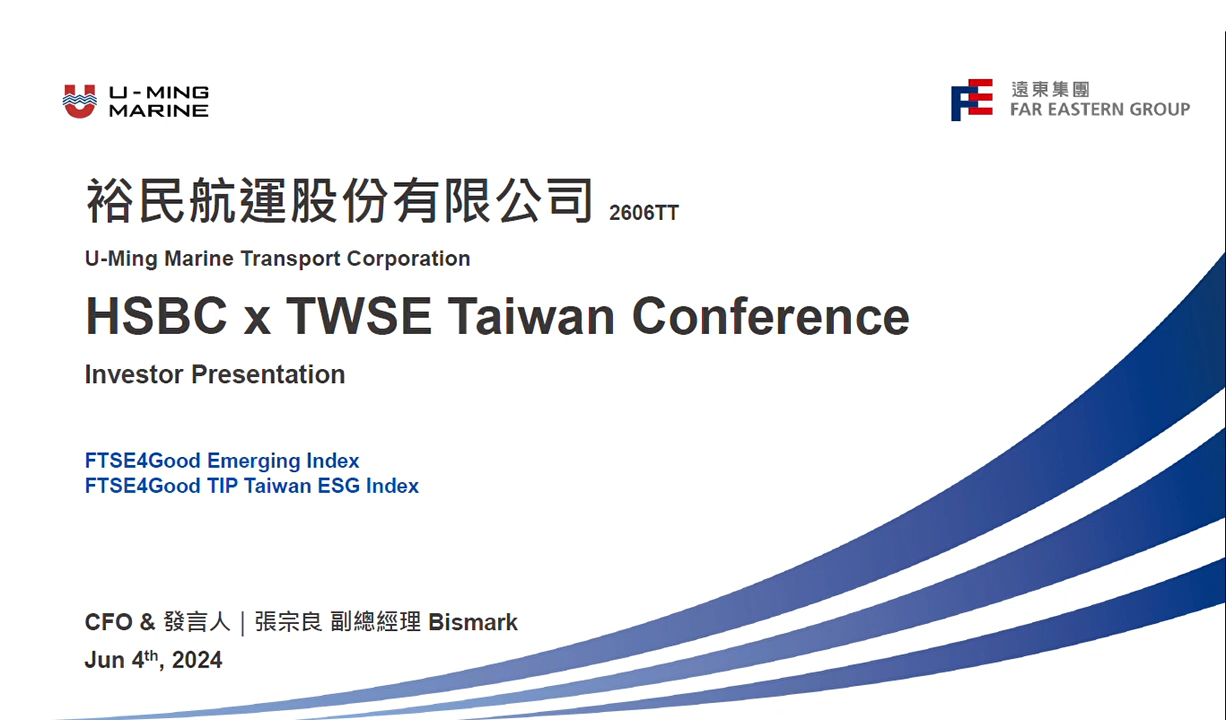 U-MING
MARINE
遠東集團
FAR EASTERN GROUP
裕民航運股份有限公司 2606TT
U-Ming Marine Transport Corporation
HSBC x TWSE Taiwan Conference
Investor Presentation
FTSE4Good Emerging Index
FTSE4Good TIP Taiwan ESG Index
CFO & 發言人｜張宗良 副總經理 Bismark
Jun 4th, 2024